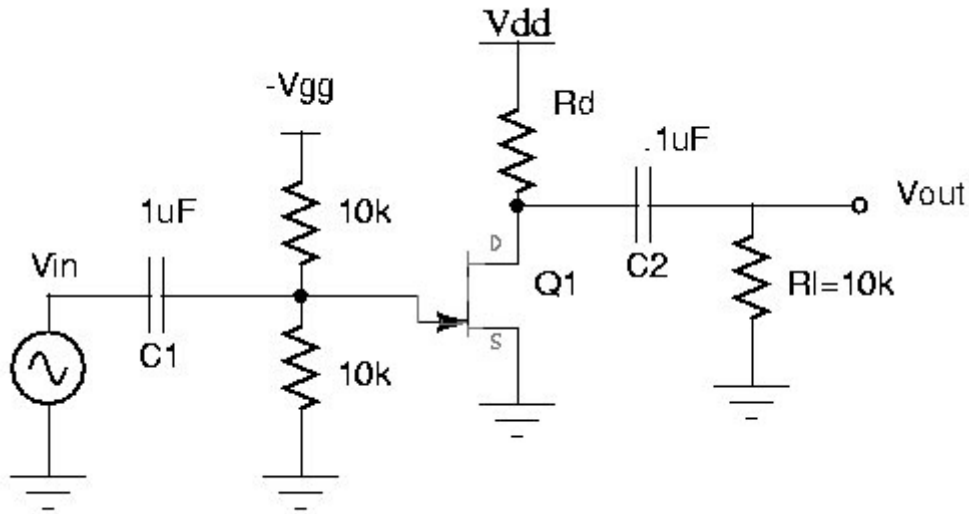 Vdd
-Vgg
Rd
.1uF
1uF
10k
Vout
Vin
D
Q1
C2
Rl=10k
C1
S
10k